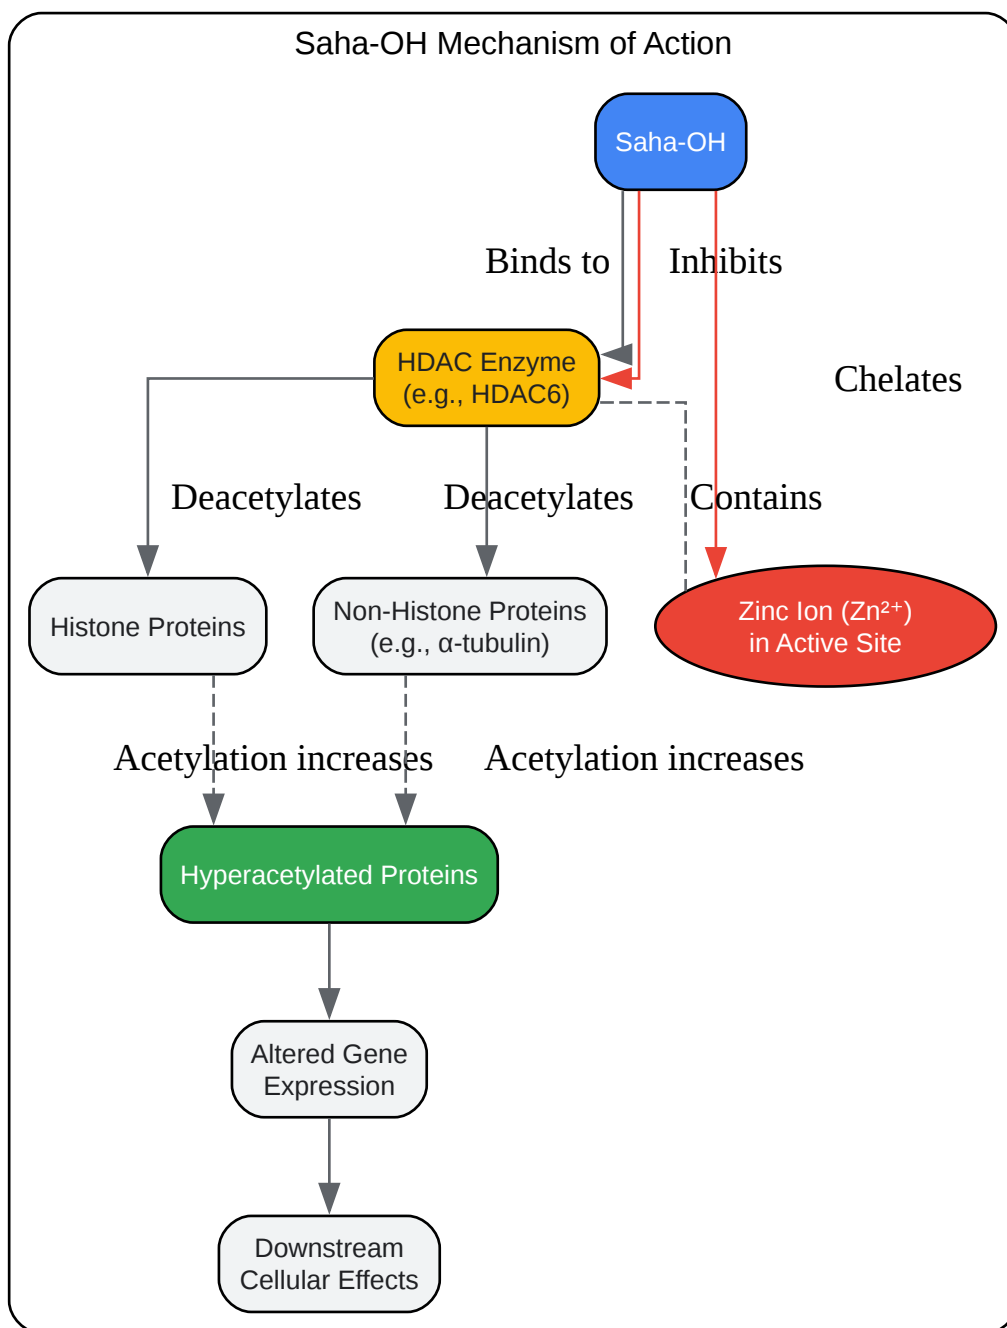 Saha-OH Mechanism of Action
Saha-OH
Binds to
Inhibits
HDAC Enzyme
(e.g., HDAC6)
Chelates
Deacetylates
Deacetylates
Contains
Histone Proteins
Non-Histone Proteins
(e.g., α-tubulin)
Zinc Ion (Zn²⁺)
in Active Site
Acetylation increases
Acetylation increases
Hyperacetylated Proteins
Altered Gene
Expression
Downstream
Cellular Effects